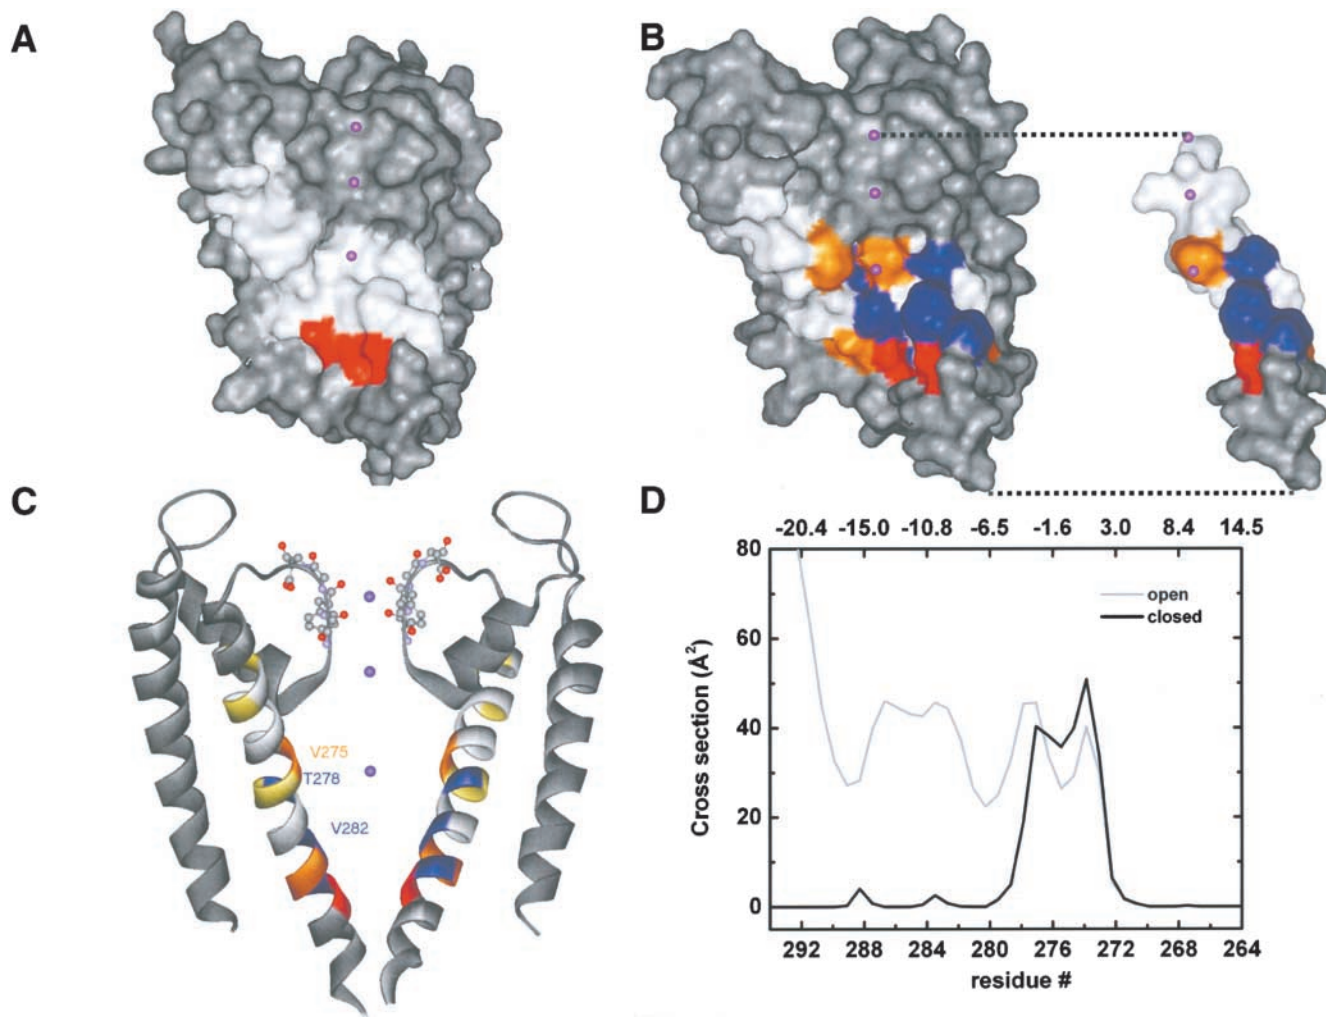 A
B
C
V275
T278
V282
D
-20.4 -15.0 -10.8 -6.5 -1.6 3.0 8.4 14.5
80
60
40
20
0
Cross section (Å²)
open
closed
292 288 284 280 276 272 268 264
residue #